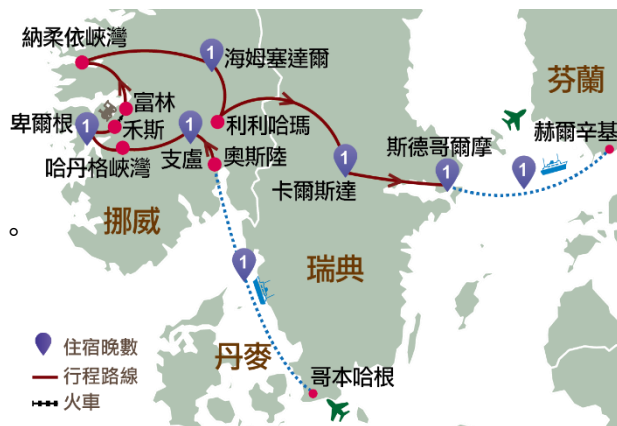 納柔依峽灣
1
海姆塞達爾
芬蘭
富林
卑爾根
1
禾斯
利利哈瑪
斯德哥爾摩
赫爾辛基
1
哈丹格峽灣
支盧
奧斯陸
1
卡爾斯達
1
1
挪威
。
1
瑞典
住宿晚數
丹麥
行程路線
哥本哈根
火車